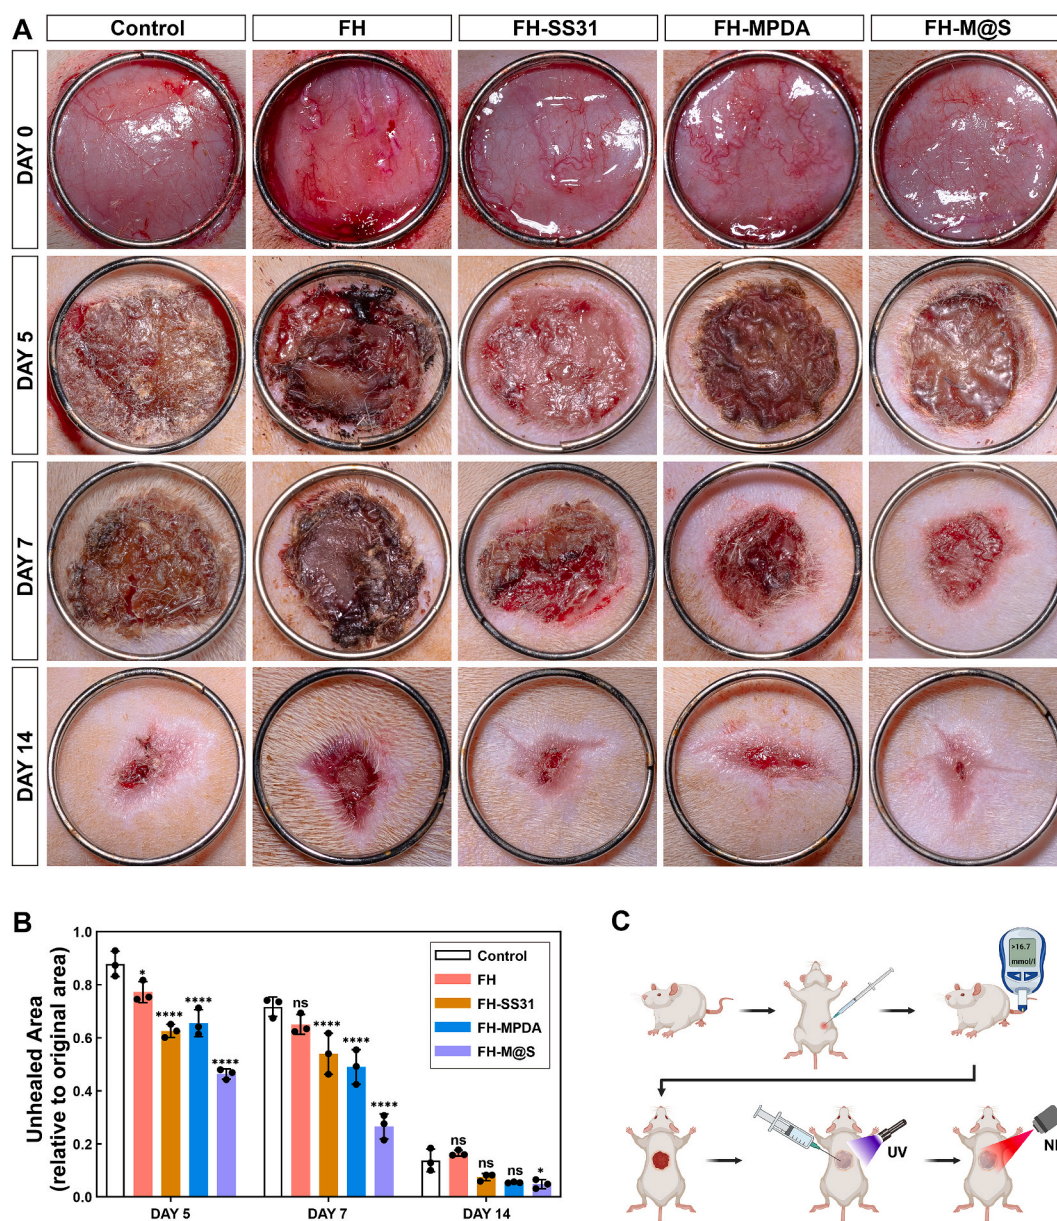 A
Control
FH
FH-SS31
FH-MPDA
FH-M@S
DAY 0
DAY 5
DAY 7
DAY 14
B
Unhealed Area
(relative to original area)
1.0
0.8
0.6
0.4
0.2
0.0
Control
FH
FH-SS31
FH-MPDA
FH-M@S
*
****
****
****
ns
****
****
****
ns
ns
ns
*
DAY 5
DAY 7
DAY 14
C
>16.7
mmol/l
UV